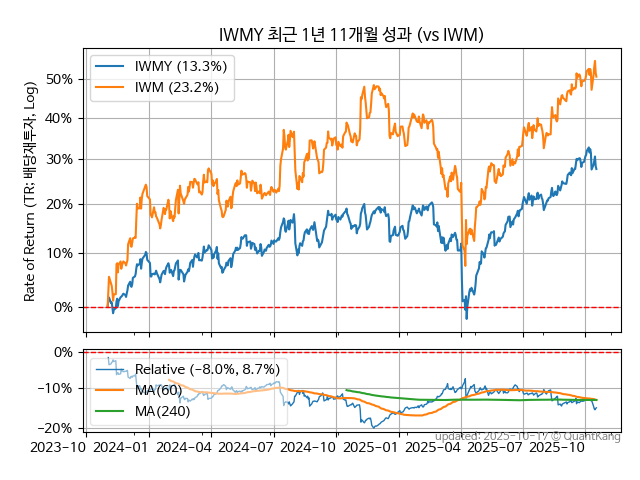 IWMY 최근 1년 11개월 성과 (vs IWM)
IWMY (13.3%)
IWM (23.2%)
50%
40%
30%
20%
10%
0%
Rate of Return (TR: 배당재투자, Log)
Relative (−8.0%, 8.7%)
MA(60)
MA(240)
0%
−10%
−20%
updated: 2025-10-17 © QuantKang
2023-10 2024-01 2024-04 2024-07 2024-10 2025-01 2025-04 2025-07 2025-10